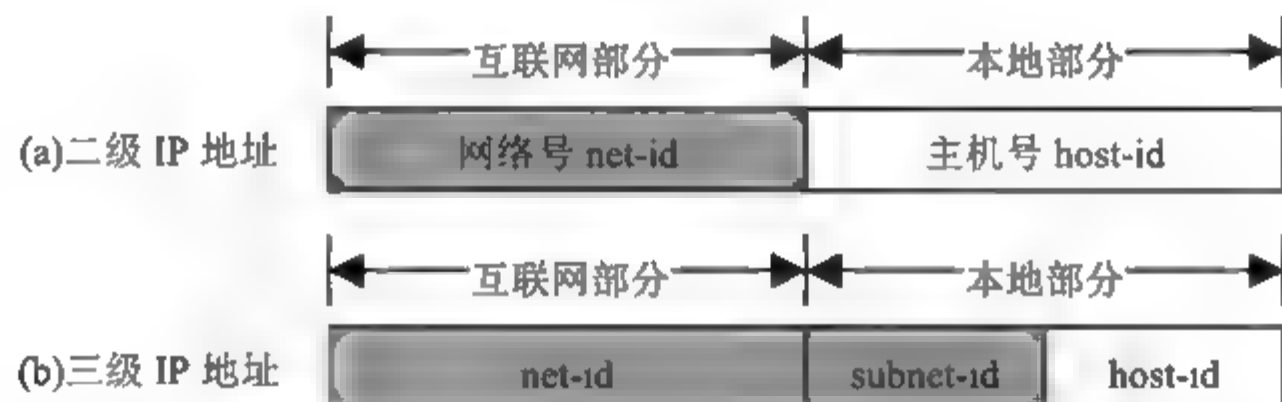 互联网部分 本地部分
(a)二级 IP 地址 网络号 net-id 主机号 host-id
互联网部分 本地部分
(b)三级 IP 地址 net-id subnet-id host-id